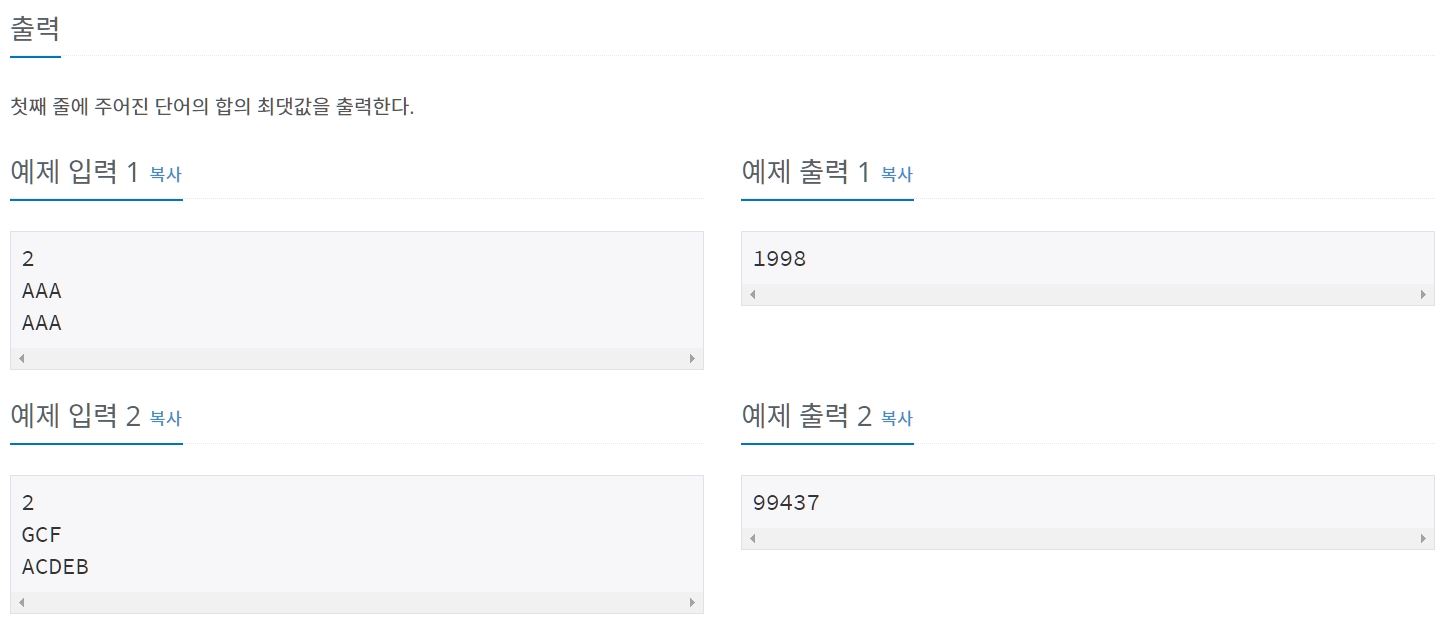 출력
첫째 줄에 주어진 단어의 합의 최댓값을 출력한다.
예제 입력 1 복사
2
AAA
AAA
예제 출력 1 복사
1998
예제 입력 2 복사
2
GCF
ACDEB
예제 출력 2 복사
99437